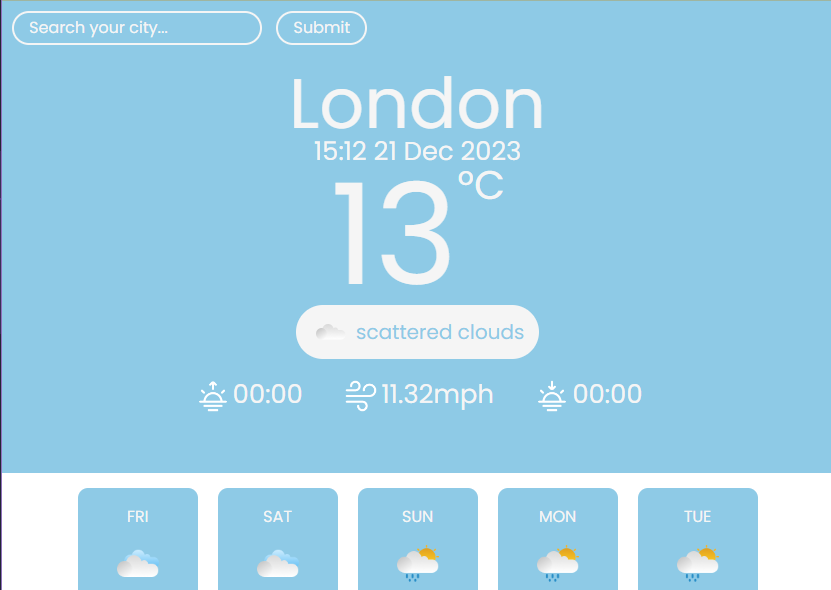 Search your city...
Submit
London
15:12 21 Dec 2023
13 °C
scattered clouds
00:00 11.32mph 00:00
FRI SAT SUN MON TUE